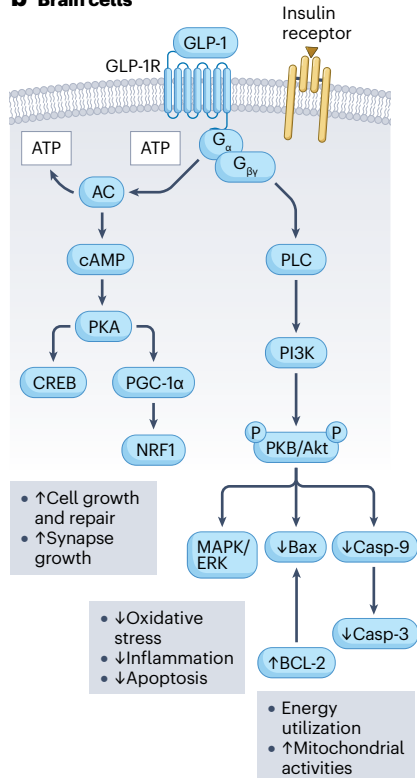 b Brain cells
Insulin
receptor
GLP-1
GLP-1R
ATP
ATP
Gα
Gβγ
AC
cAMP
PLC
PKA
PI3K
CREB
PGC-1α
NRF1
P
P
PKB/Akt
• ↑Cell growth
and repair
• ↑Synapse
growth
MAPK/
ERK
↓Bax
↓Casp-9
• ↓Oxidative
stress
• ↓Inflammation
• ↓Apoptosis
↓Casp-3
↑BCL-2
• Energy
utilization
• ↑Mitochondrial
activities